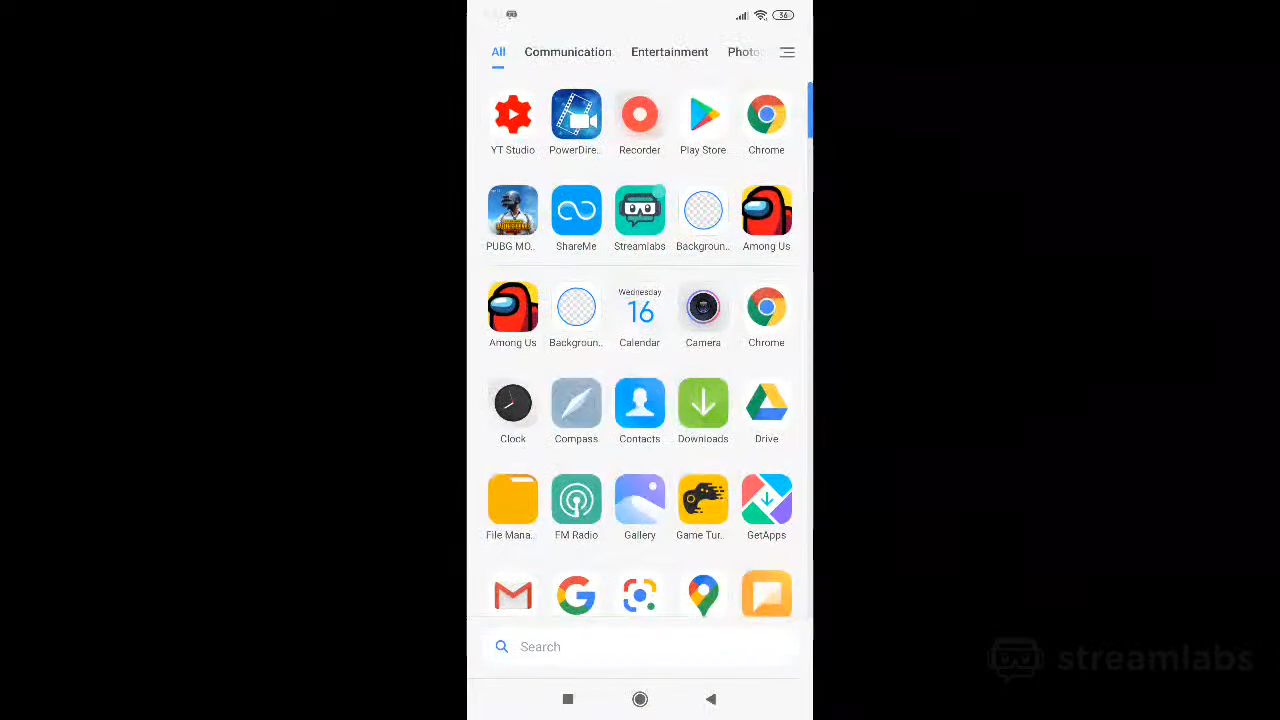 36
All Communication Entertainment Photo
YT Studio PowerDire.. Recorder Play Store Chrome
PUBG MO.. ShareMe Streamlabs Backgroun.. Among Us
Wednesday
16
Among Us Backgroun.. Calendar Camera Chrome
Clock Compass Contacts Downloads Drive
File Mana.. FM Radio Gallery Game Tur.. GetApps
Search
streamlabs